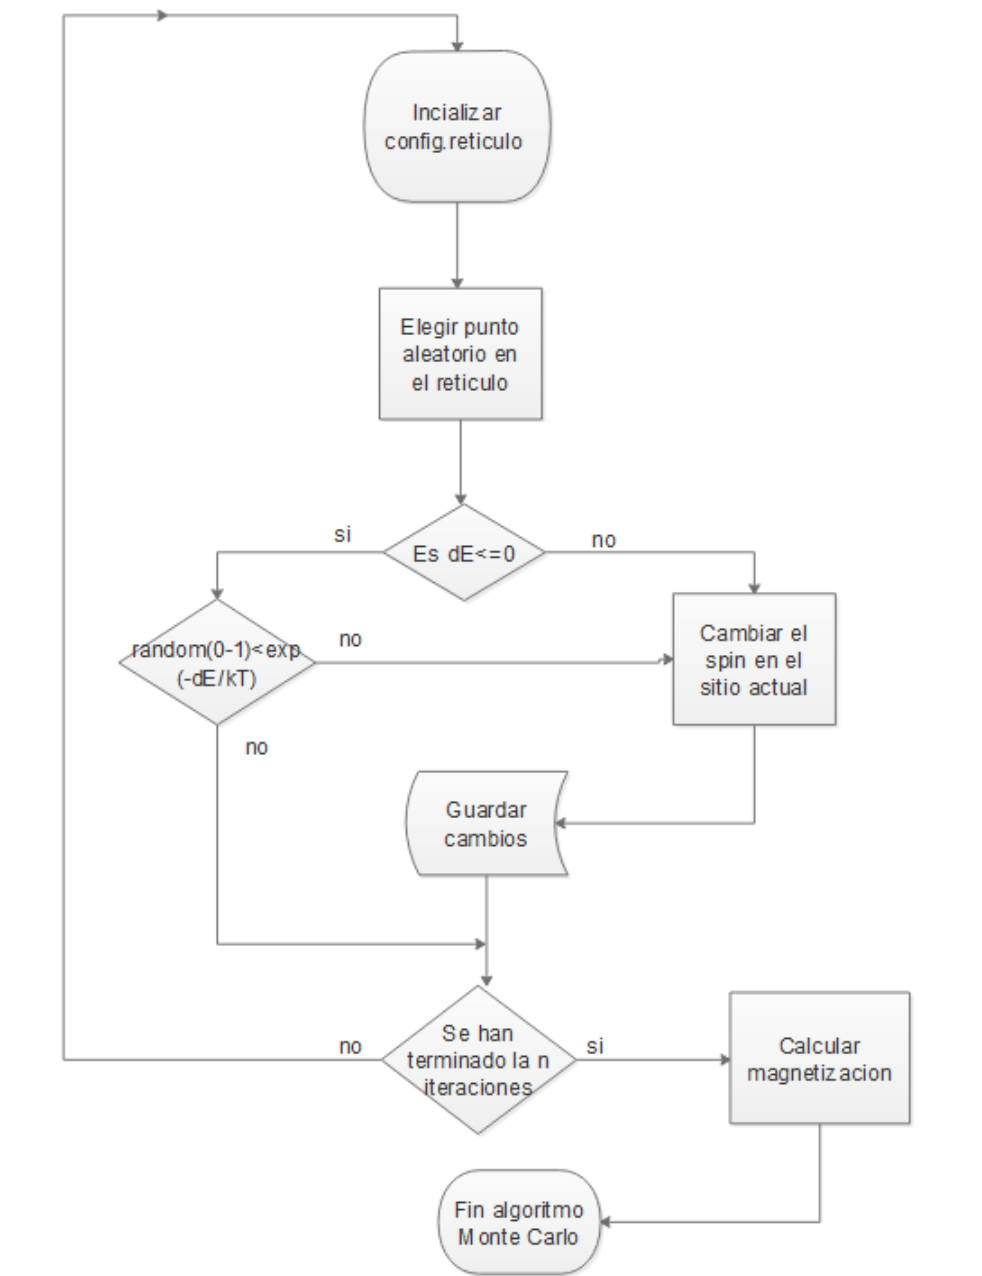 Incializar
config.reticulo
Elegir punto
aleatorio en
el reticulo
si
Es dE<=0
no
random(0-1)<exp
(-dE/kT)
no
Cambiar el
spin en el
sitio actual
no
Guardar
cambios
no
Se han
terminado la n
iteraciones
si
Calcular
magnetizacion
Fin algoritmo
Monte Carlo